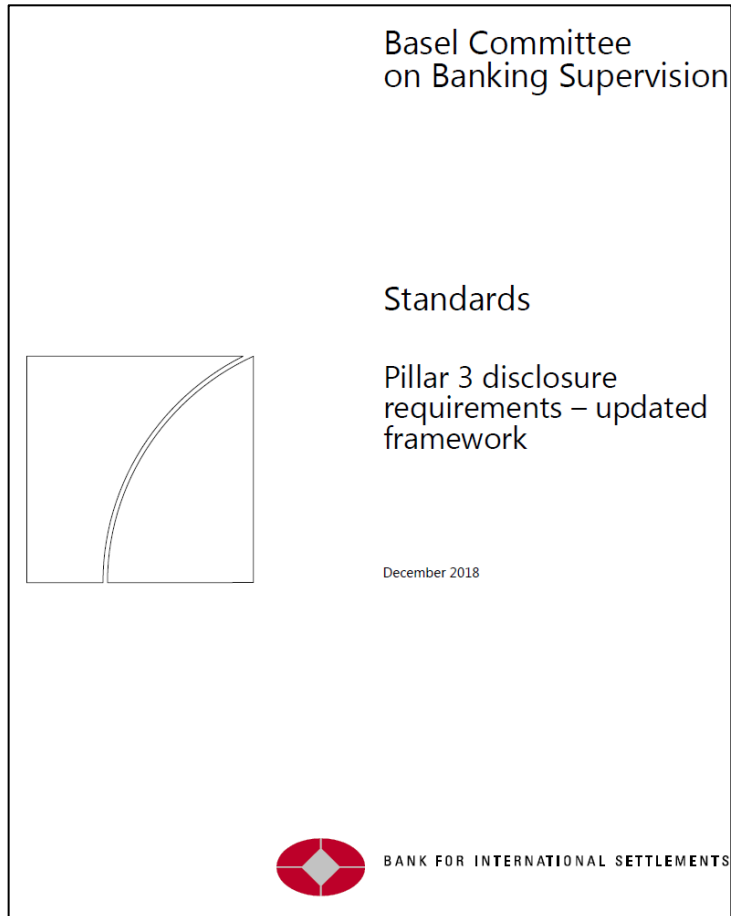 Basel Committee
on Banking Supervision
Standards
Pillar 3 disclosure
requirements – updated
framework
December 2018
BANK FOR INTERNATIONAL SETTLEMENTS